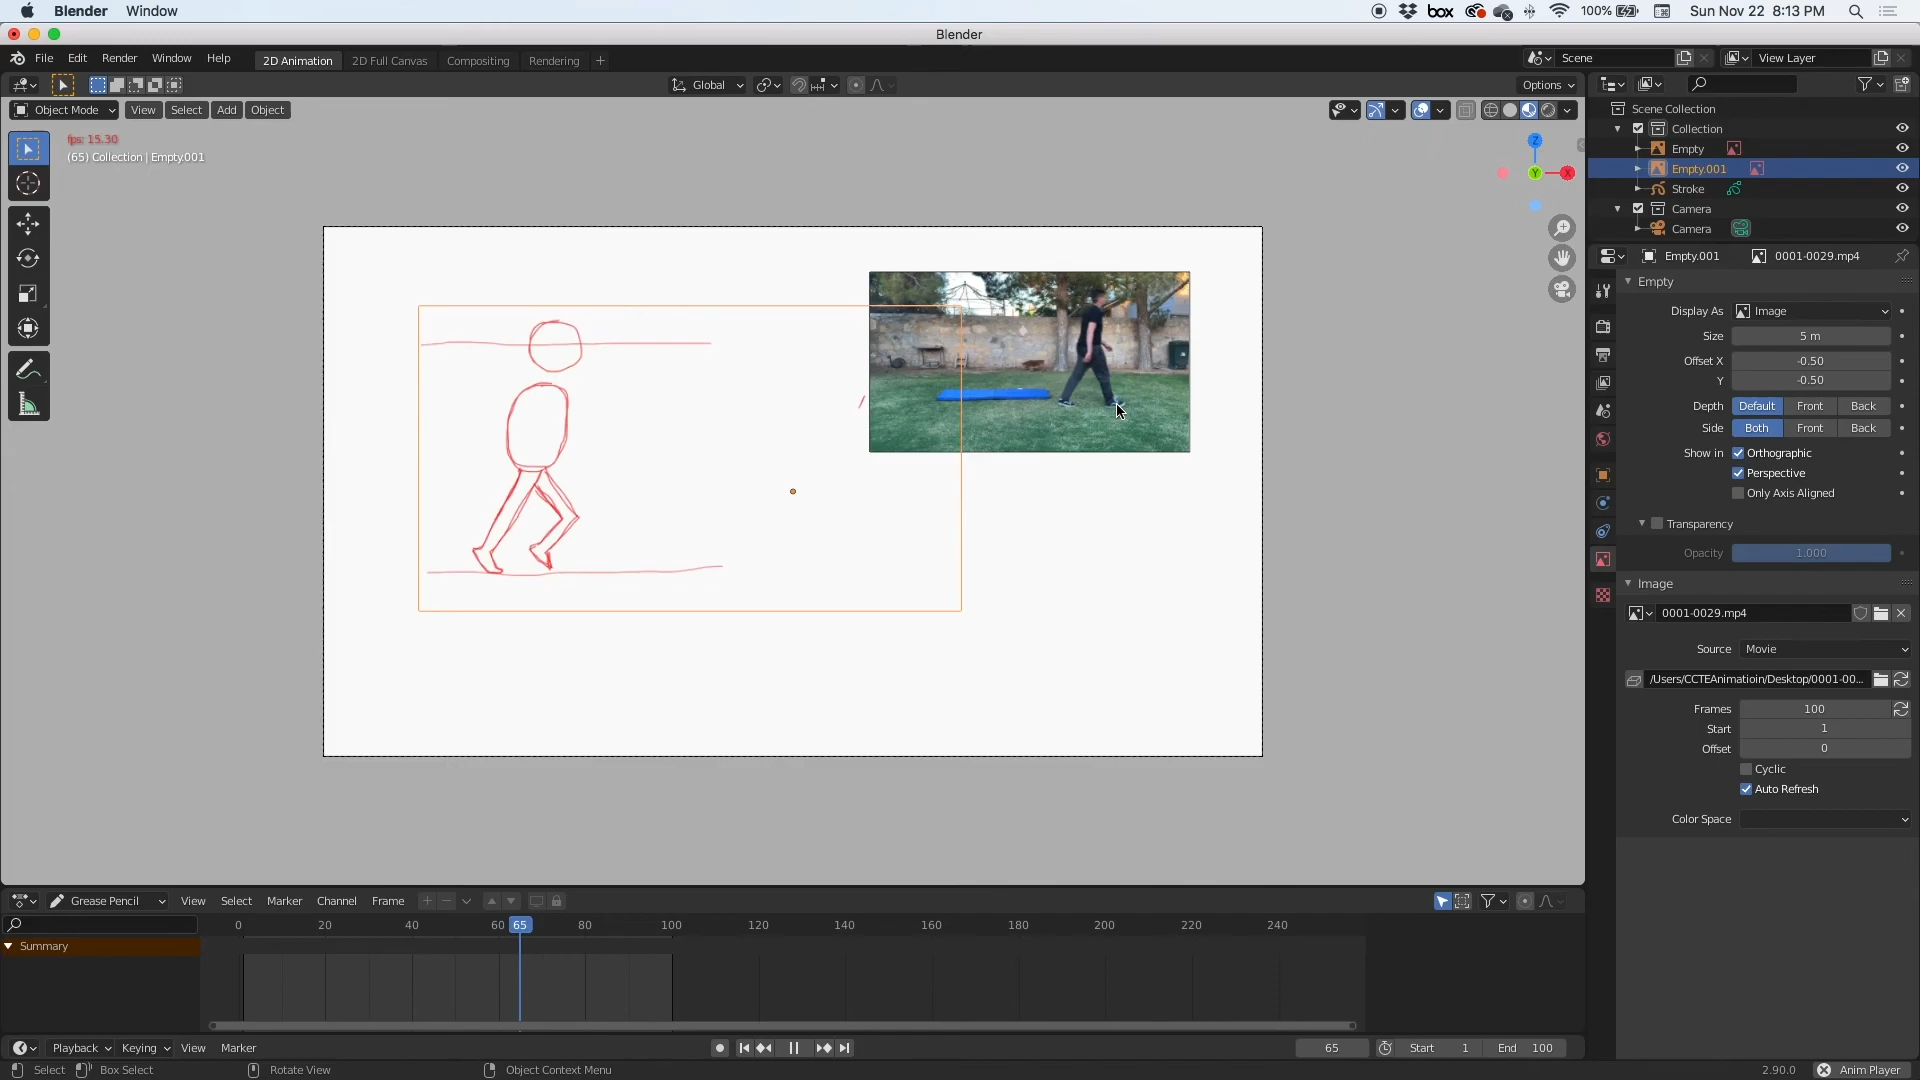 Blender Window box 100% Sun Nov 22 8:13 PM
Blender
File Edit Render Window Help 2D Animation 2D Full Canvas Compositing Rendering + Scene View Layer
Global Options
Object Mode View Select Add Object
fps: 15.30
(65) Collection | Empty.001
Z
Y
X
Scene Collection
Collection
Empty
Empty.001
Stroke
Camera
Camera
Empty.001 0001-0029.mp4
Empty
Display As Image
Size 5 m
Offset X -0.50
Y -0.50
Depth Default Front Back
Side Both Front Back
Show in Orthographic
Perspective
Only Axis Aligned
Transparency
Opacity 1.000
Image
0001-0029.mp4
Source Movie
/Users/CCTEAnimatioin/Desktop/0001-00...
Frames 100
Start 1
Offset 0
Cyclic
Auto Refresh
Color Space
Grease Pencil View Select Marker Channel Frame
0 20 40 60 65 80 100 120 140 160 180 200 220 240
Summary
Playback Keying View Marker 65 Start 1 End 100
Select Box Select Rotate View Object Context Menu 2.90.0 Anim Player